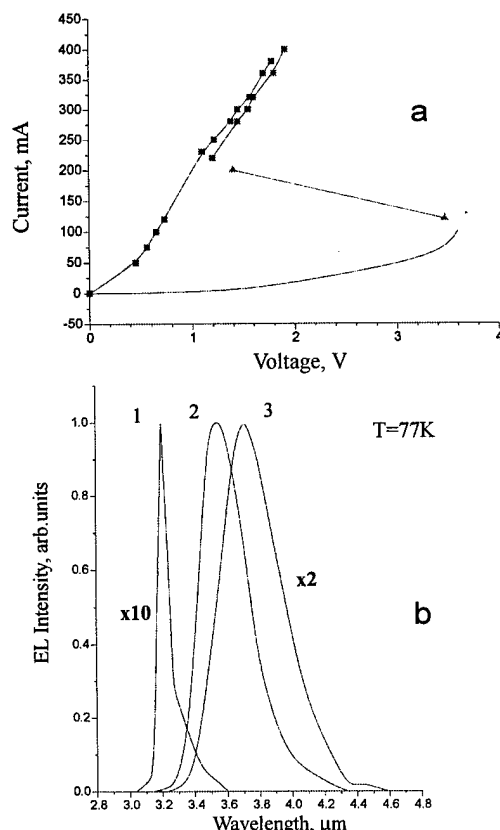 450
400
350
300
250
200
150
100
50
0
-50
Current, mA
a
0 1 2 3 4
Voltage, V
1 2 3 T=77K
1.0
0.8
0.6
0.4
0.2
0.0
EL Intensity, arb.units
x10
x2
b
2.8 3.0 3.2 3.4 3.6 3.8 4.0 4.2 4.4 4.6 4.8
Wavelength, µm